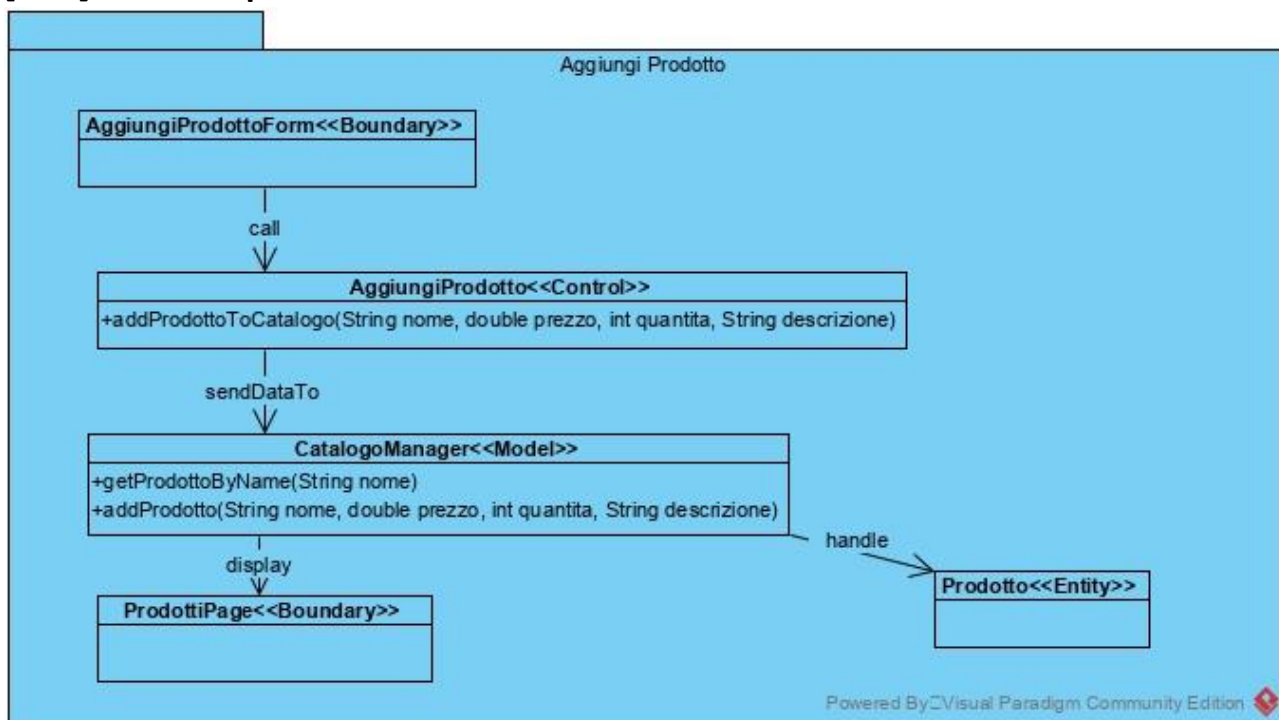 Aggiungi Prodotto
AggiungiProdottoForm<<Boundary>>
call
AggiungiProdotto<<Control>>
+addProdottoToCatalogo(String nome, double prezzo, int quantita, String descrizione)
sendDataTo
CatalogoManager<<Model>>
+getProdottoByName(String nome)
+addProdotto(String nome, double prezzo, int quantita, String descrizione)
handle
display
Prodotto<<Entity>>
ProdottiPage<<Boundary>>
Powered By Visual Paradigm Community Edition